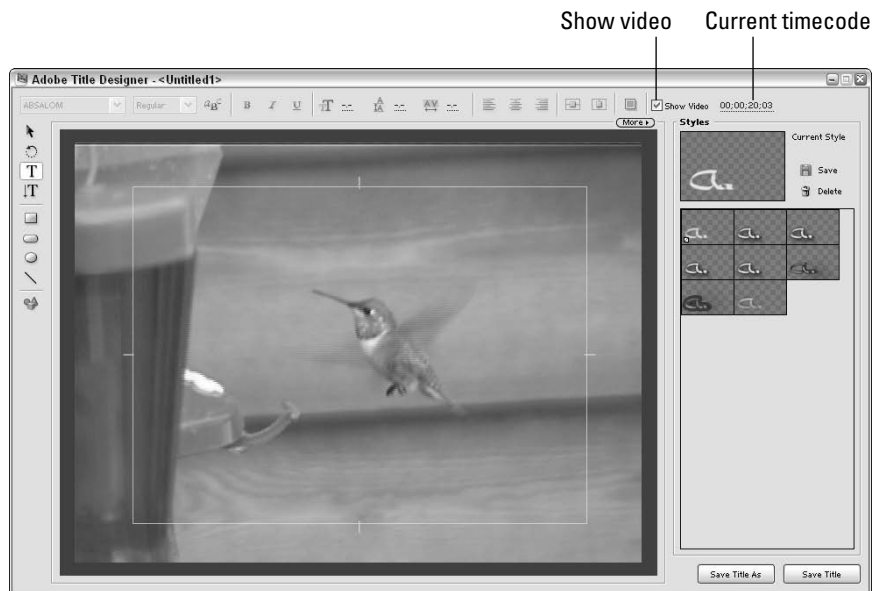 Show video Current timecode
Adobe Title Designer - <Untitled1>
ABSALOM Regular B I U T T Show Video 00;00;20;03
More
Styles
Current Style
T
Save
T
Delete
a. a. a.
a. a. a.
a. a.
Save Title As Save Title